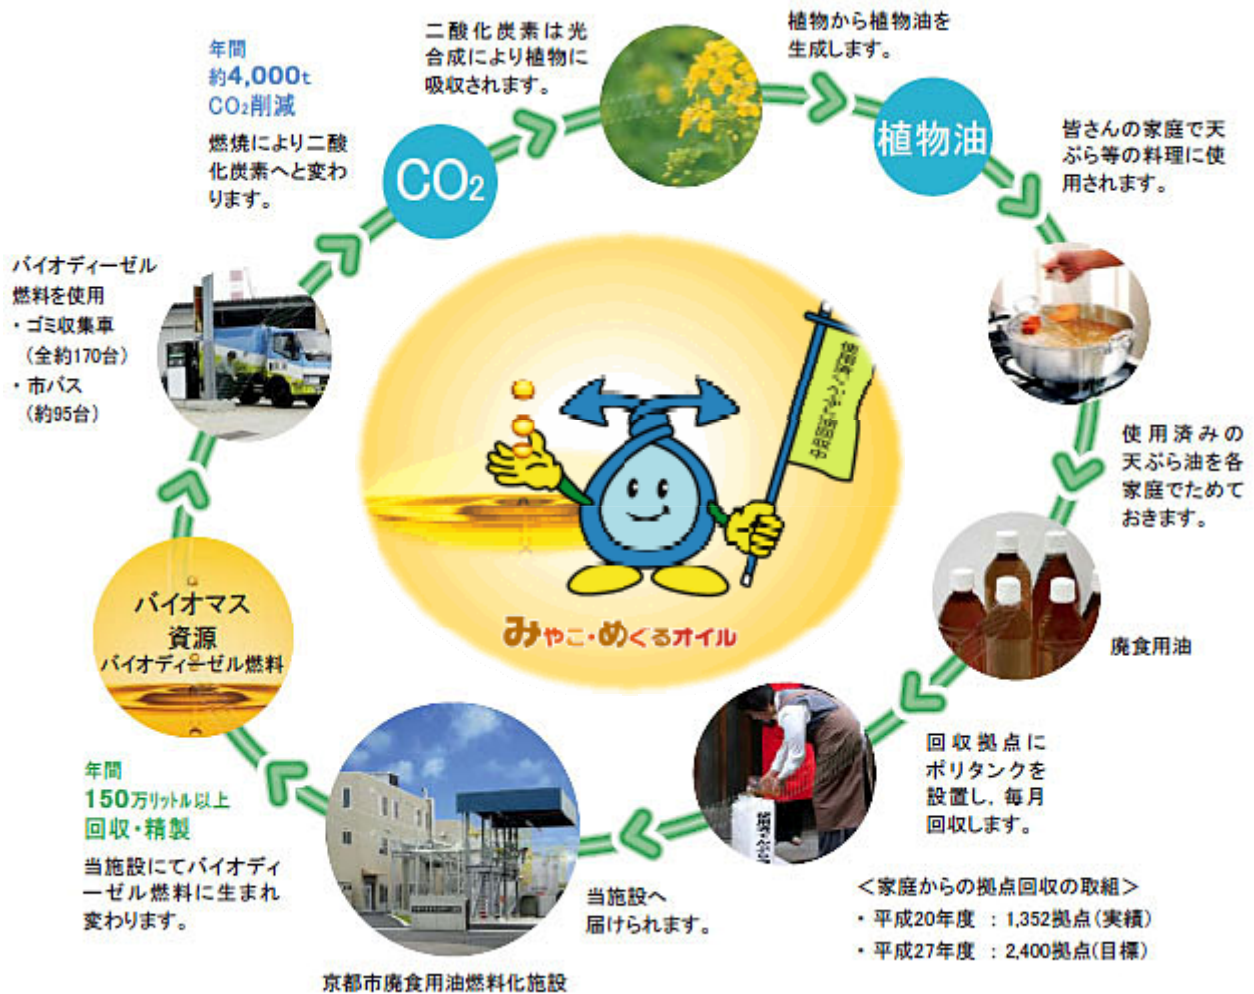 年間
約4,000t
CO₂削減
燃焼により二酸
化炭素へと変わ
ります。
CO₂
二酸化炭素は光
合成により植物に
吸収されます。
植物から植物油を
生成します。
植物油
皆さんの家庭で天
ぷら等の料理に使
用されます。
使用済みの
天ぷら油を各
家庭でためて
おきます。
廃食用油
回収拠点に
ポリタンクを
設置し，毎月
回収します。
＜家庭からの拠点回収の取組＞
・平成20年度 ： 1,352拠点(実績)
・平成27年度 ： 2,400拠点(目標)
当施設へ
届けられます。
京都市廃食用油燃料化施設
年間
150万リットル以上
回収・精製
当施設にてバイオディ
ーゼル燃料に生まれ
変わります。
バイオマス
資源
バイオディーゼル燃料
バイオディーゼル
燃料を使用
・ゴミ収集車
（全約170台）
・市バス
（約95台）
使用済てんぷら油回収中
みやこ・めぐるオイル